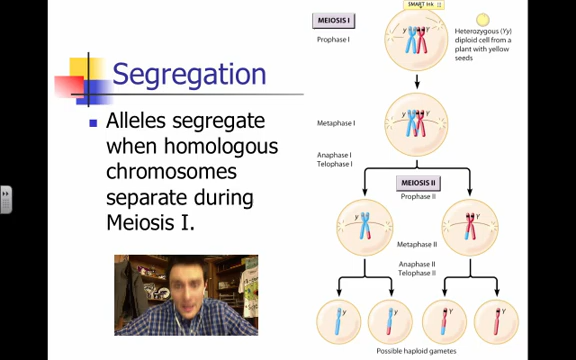 SMART Hk
MEIOSIS I
Prophase I
Heterozygous (Yy)
diploid cell from a
plant with yellow
seeds
y
Y
Segregation
Alleles segregate
when homologous
chromosomes
separate during
Meiosis I.
Metaphase I
y
Y
Anaphase I
Telophase I
MEIOSIS II
Prophase II
y
Y
Metaphase II
Anaphase II
Telophase II
y
y
Y
Y
Possible haploid gametes